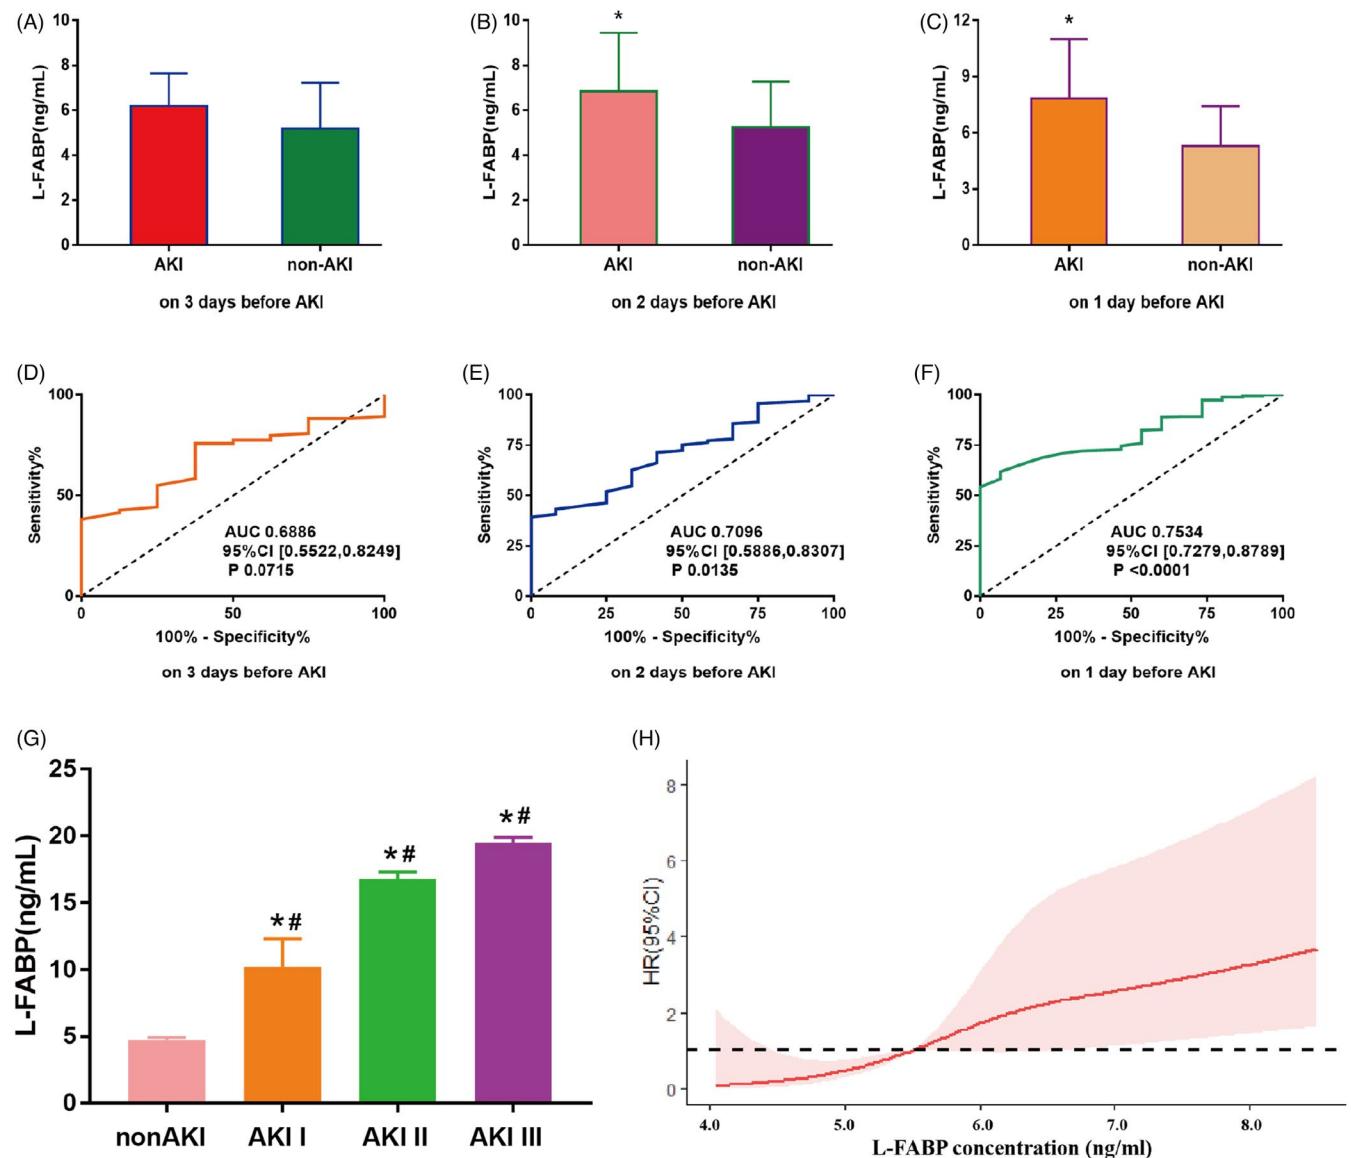 (A)
10
8
6
4
2
0
L-FABP(ng/mL)
AKI
non-AKI
on 3 days before AKI
(B)
10
8
6
4
2
0
L-FABP(ng/mL)
*
AKI
non-AKI
on 2 days before AKI
(C)
12
9
6
3
0
L-FABP(ng/mL)
*
AKI
non-AKI
on 1 day before AKI
(D)
100
50
0
Sensitivity%
AUC 0.6886
95%CI [0.5522,0.8249]
P 0.0715
0 50 100
100% - Specificity%
on 3 days before AKI
(E)
100
75
50
25
0
Sensitivity%
AUC 0.7096
95%CI [0.5886,0.8307]
P 0.0135
0 25 50 75 100
100% - Specificity%
on 2 days before AKI
(F)
100
75
50
25
0
Sensitivity%
AUC 0.7534
95%CI [0.7279,0.8789]
P <0.0001
0 25 50 75 100
100% - Specificity%
on 1 day before AKI
(G)
25
20
15
10
5
0
L-FABP(ng/mL)
*#
*#
*#
nonAKI AKI I AKI II AKI III
(H)
8
6
4
2
0
HR(95%CI)
4.0 5.0 6.0 7.0 8.0
L-FABP concentration (ng/ml)